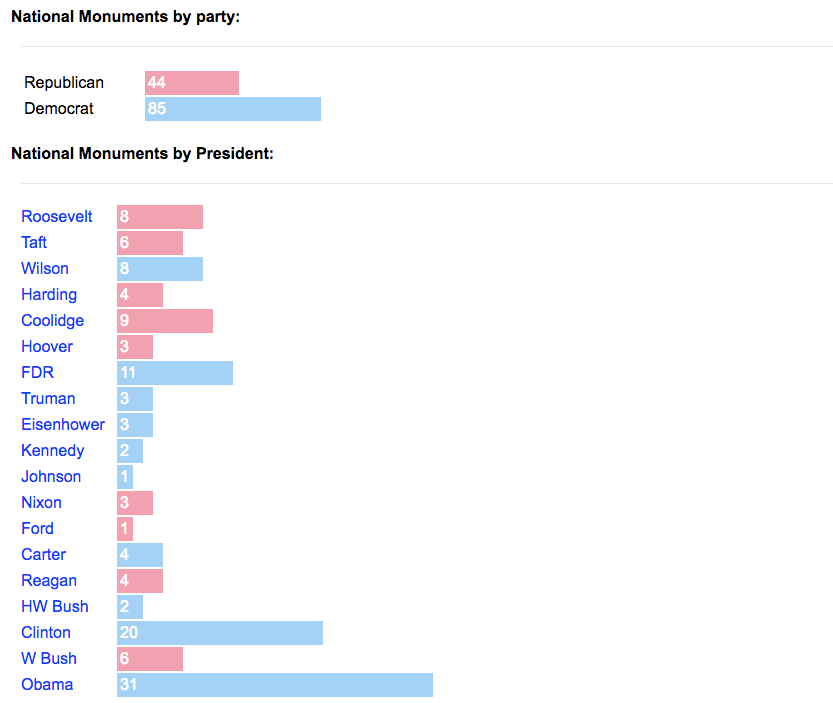 National Monuments by party:
Republican 44
Democrat 85
National Monuments by President:
Roosevelt 8
Taft 6
Wilson 8
Harding 4
Coolidge 9
Hoover 3
FDR 11
Truman 3
Eisenhower 3
Kennedy 2
Johnson 1
Nixon 3
Ford 1
Carter 4
Reagan 4
HW Bush 2
Clinton 20
W Bush 6
Obama 31